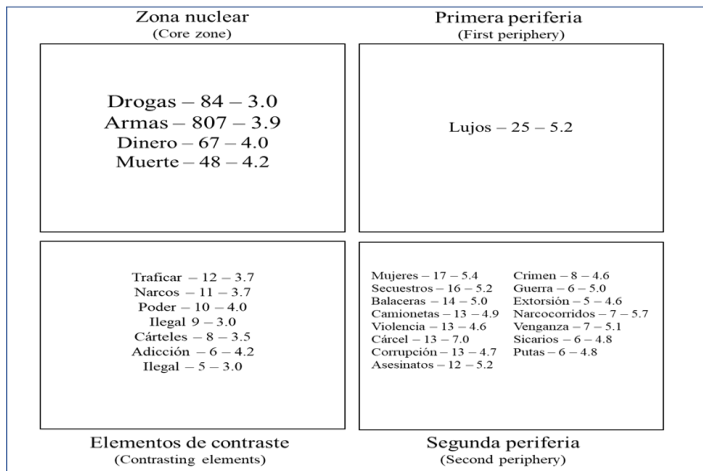 Zona nuclear
(Core zone)
Primera periferia
(First periphery)
Drogas – 84 – 3.0
Armas – 807 – 3.9
Dinero – 67 – 4.0
Muerte – 48 – 4.2
Lujos – 25 – 5.2
Traficar – 12 – 3.7
Narcos – 11 – 3.7
Poder – 10 – 4.0
Ilegal 9 – 3.0
Cárteles – 8 – 3.5
Adicción – 6 – 4.2
Ilegal – 5 – 3.0
Mujeres – 17 – 5.4
Secuestros – 16 – 5.2
Balaceras – 14 – 5.0
Camionetas – 13 – 4.9
Violencia – 13 – 4.6
Cárcel – 13 – 7.0
Corrupción – 13 – 4.7
Asesinatos – 12 – 5.2
Crimen – 8 – 4.6
Guerra – 6 – 5.0
Extorsión – 5 – 4.6
Narcocorridos – 7 – 5.7
Venganza – 7 – 5.1
Sicarios – 6 – 4.8
Putas – 6 – 4.8
Elementos de contraste
(Contrasting elements)
Segunda periferia
(Second periphery)